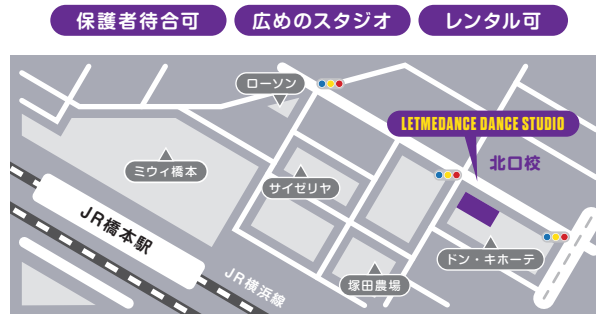 保護者待合可
広めのスタジオ
レンタル可
ローソン
LETMEDANCE DANCE STUDIO
北口校
ミウィ橋本
サイゼリヤ
JR橋本駅
ドン・キホーテ
JR横浜線
塚田農場